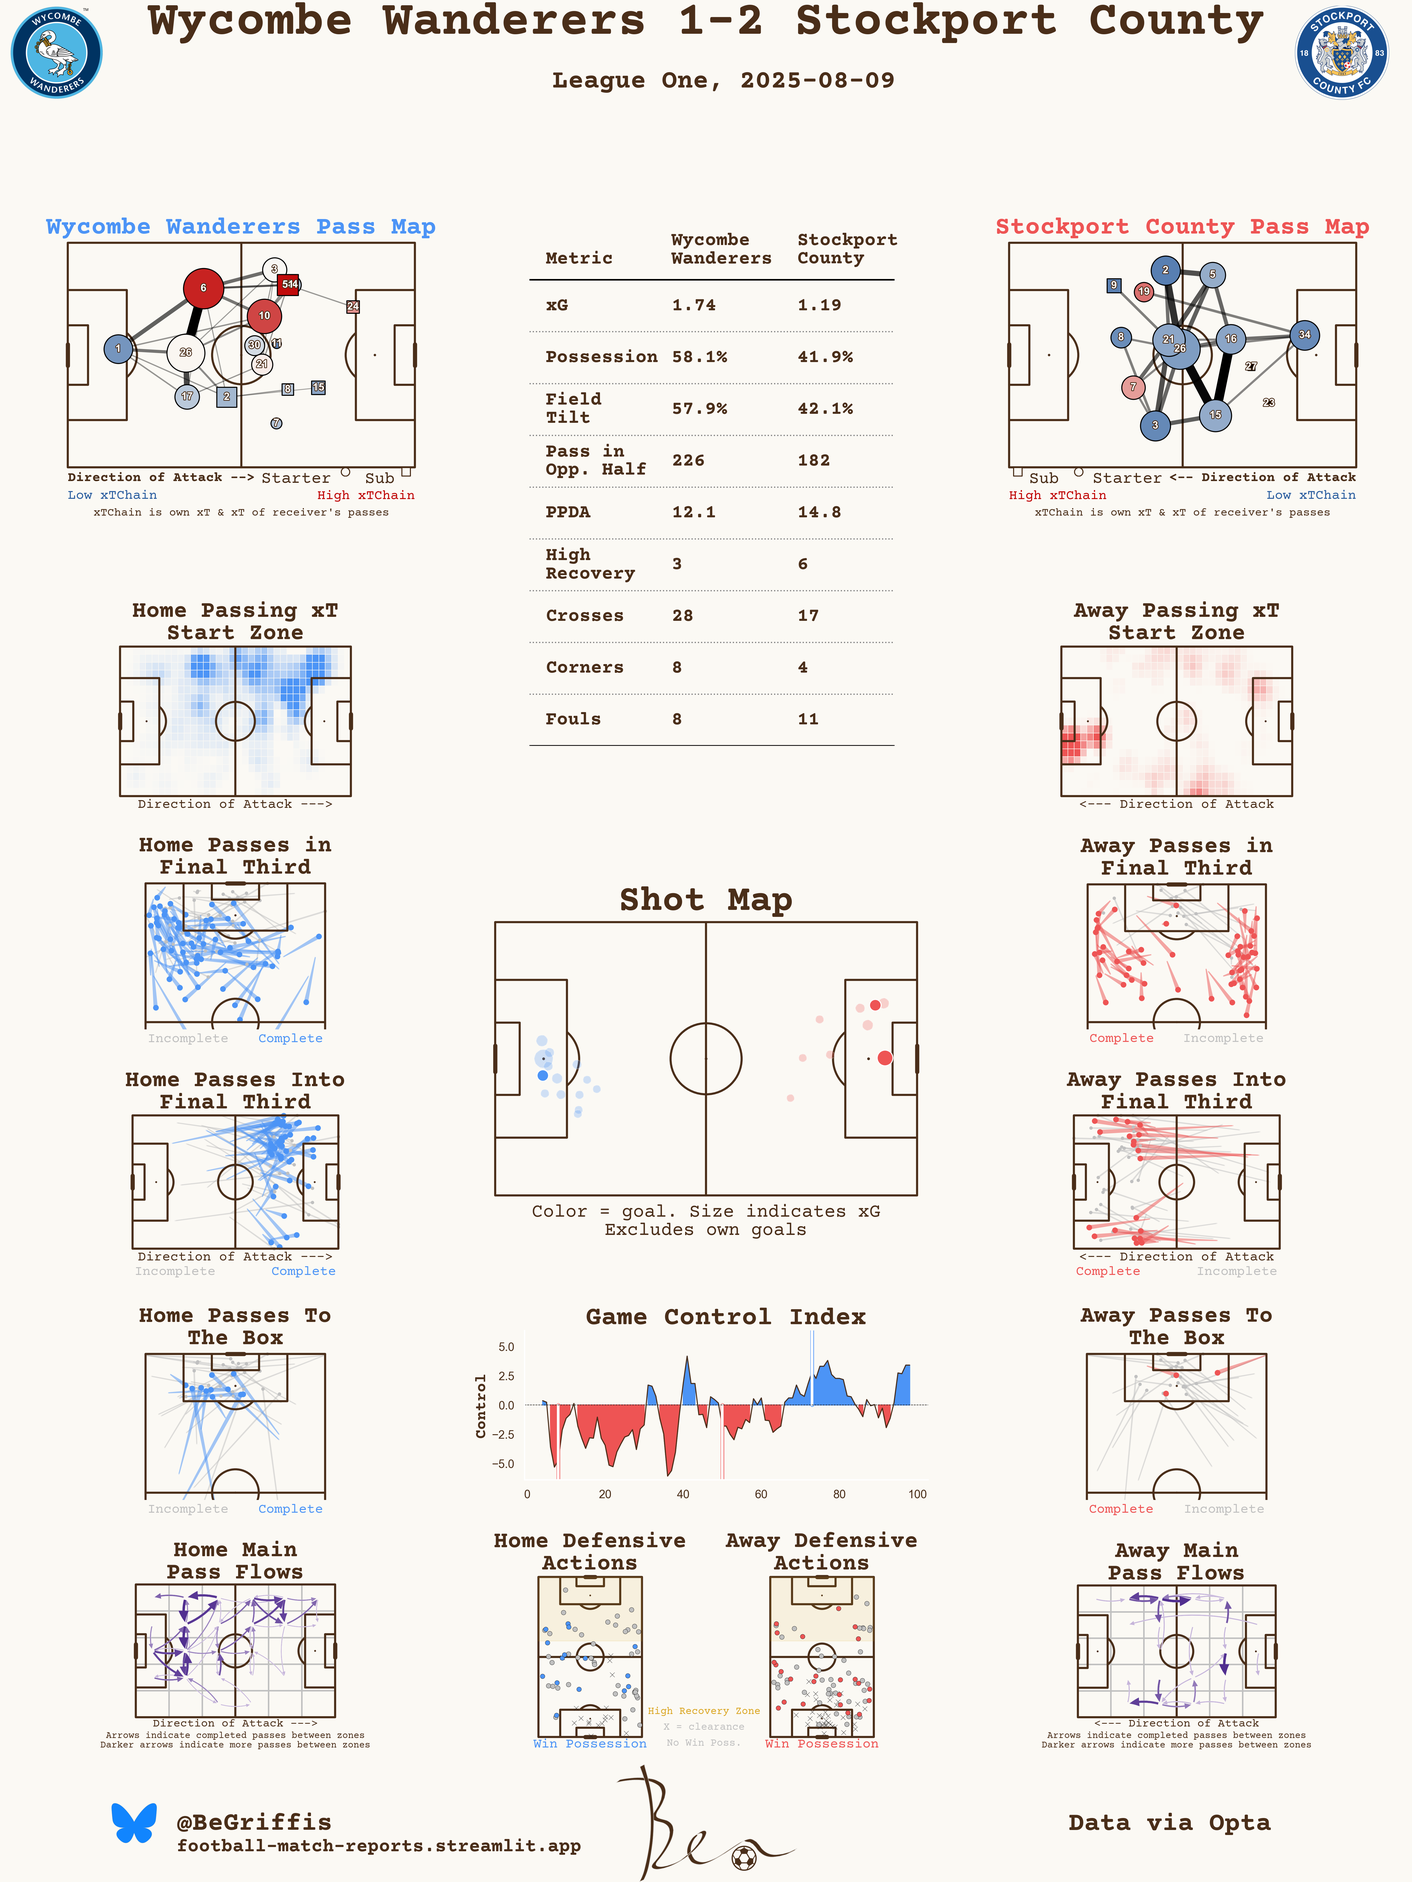 Wycombe Wanderers 1-2 Stockport County
League One, 2025-08-09
WYCOMBE
WANDERERS
™
STOCKPORT
18 83
COUNTY FC
Wycombe Wanderers Pass Map
3
6
14
24
10
1
26
30
11
21
17
2
8
15
7
Direction of Attack --> Starter Sub
Low xTChain High xTChain
xTChain is own xT & xT of receiver's passes
Metric Wycombe Wanderers Stockport County
xG 1.74 1.19
Possession 58.1% 41.9%
Field Tilt 57.9% 42.1%
Pass in Opp. Half 226 182
PPDA 12.1 14.8
High Recovery 3 6
Crosses 28 17
Corners 8 4
Fouls 8 11
Stockport County Pass Map
2
5
9
19
8
21
26
16
34
27
7
23
15
3
Sub Starter <-- Direction of Attack
High xTChain Low xTChain
xTChain is own xT & xT of receiver's passes
Home Passing xT
Start Zone
Direction of Attack --->
Away Passing xT
Start Zone
<--- Direction of Attack
Home Passes in
Final Third
Incomplete Complete
Away Passes in
Final Third
Complete Incomplete
Shot Map
Color = goal. Size indicates xG
Excludes own goals
Home Passes Into
Final Third
Direction of Attack --->
Incomplete Complete
Away Passes Into
Final Third
<--- Direction of Attack
Complete Incomplete
Home Passes To
The Box
Incomplete Complete
Game Control Index
Control
5.0
2.5
0.0
−2.5
−5.0
0 20 40 60 80 100
Away Passes To
The Box
Complete Incomplete
Home Main
Pass Flows
Direction of Attack --->
Arrows indicate completed passes between zones
Darker arrows indicate more passes between zones
Home Defensive
Actions
Win Possession
High Recovery Zone
X = clearance
No Win Poss.
Away Defensive
Actions
Win Possession
Away Main
Pass Flows
<--- Direction of Attack
Arrows indicate completed passes between zones
Darker arrows indicate more passes between zones
@BeGriffis
football-match-reports.streamlit.app
Ben
Data via Opta